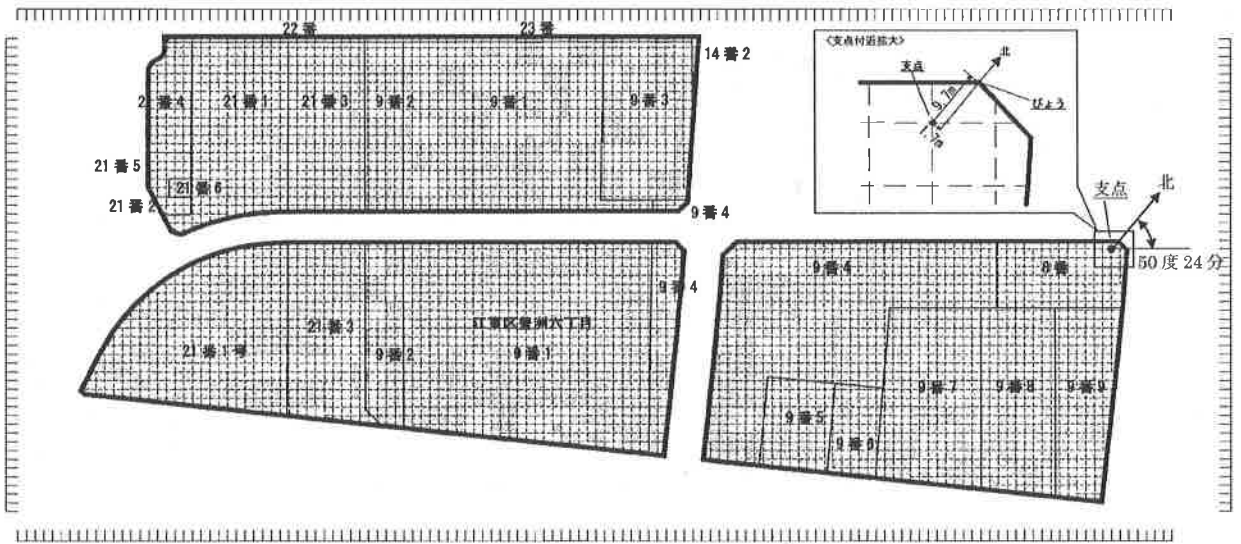 22番
23番
14番2
21番4
21番1
21番3
9番2
9番1
9番3
21番5
21番6
21番2
9番4
〈支点付近拡大〉
北
支点
9.7m
1.7m
びょう
支点
北
50度24分
9番4
21番3
江東区豊洲六丁目
21番1号
9番2
9番1
9番4
8番
9番7
9番8
9番9
9番5
9番6